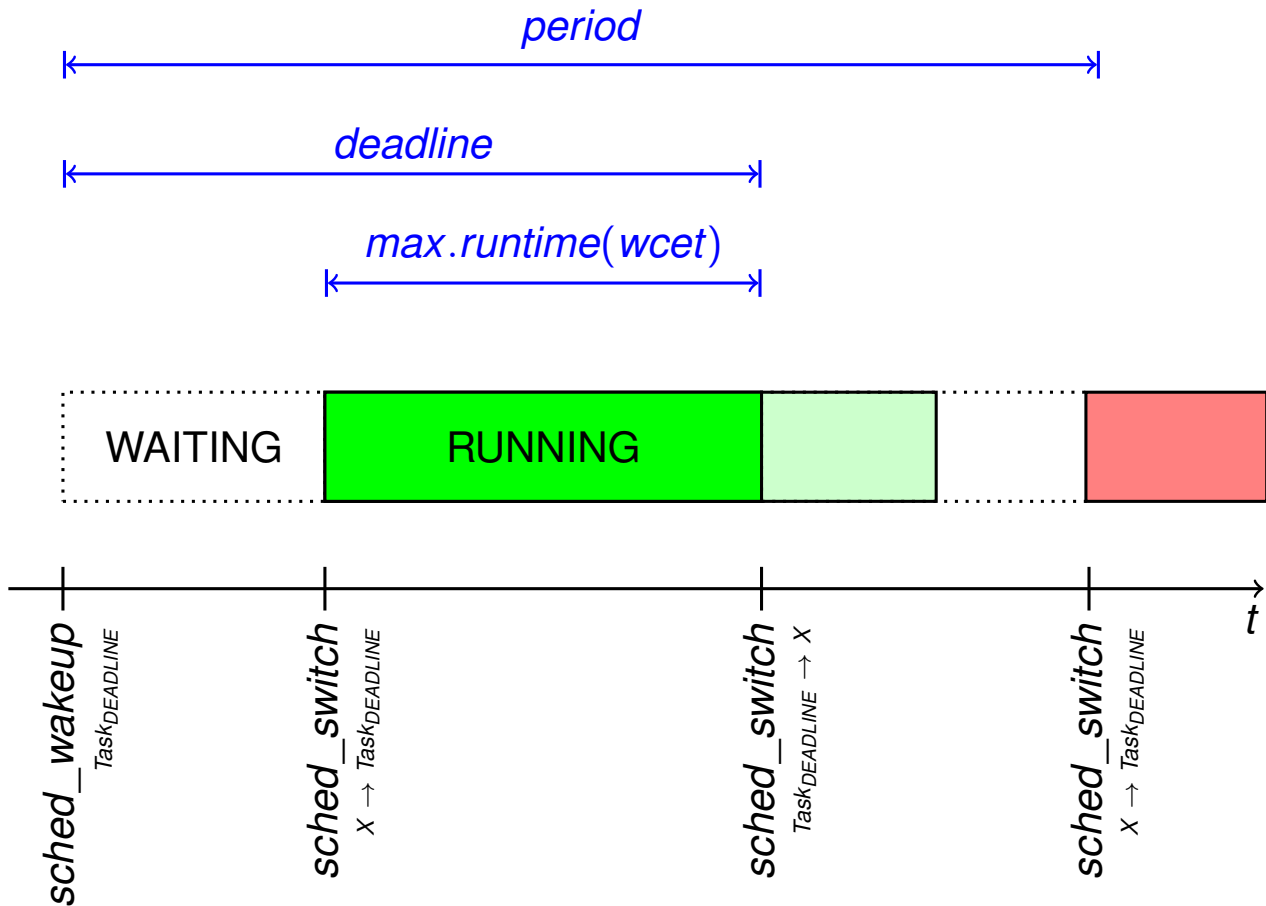 period
deadline
max.runtime(wcet)
WAITING
RUNNING
t
sched_wakeup
Task_DEADLINE
sched_switch
X → Task_DEADLINE
sched_switch
Task_DEADLINE → X
sched_switch
X → Task_DEADLINE